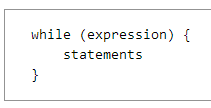 while (expression) {
    statements
}